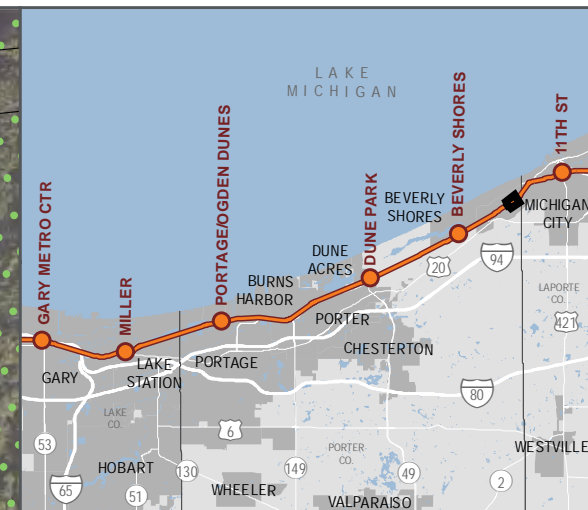 LAKE
MICHIGAN
GARY METRO CTR
MILLER
PORTAGE/OGDEN DUNES
DUNE PARK
BEVERLY SHORES
11TH ST
BEVERLY
SHORES
MICHIGAN
CITY
DUNE
ACRES
20
94
BURNS
HARBOR
LAPORTE
CO.
421
PORTER
CHESTERTON
LAKE
STATION
PORTAGE
GARY
80
LAKE
CO.
6
53
PORTER
CO.
WESTVILLE
HOBART
130
149
49
2
65
51
WHEELER
VALPARAISO